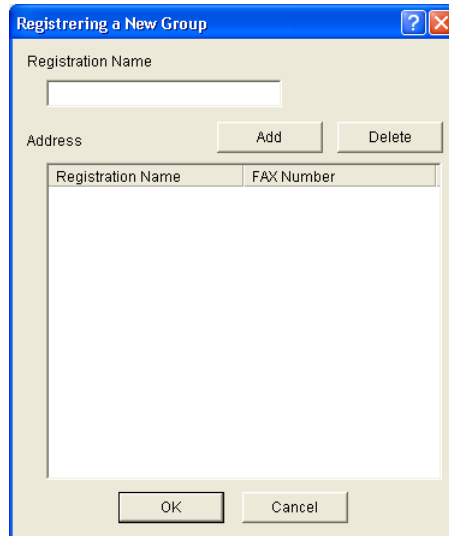 Registrering a New Group
Registration Name
Address Add Delete
Registration Name FAX Number
OK Cancel